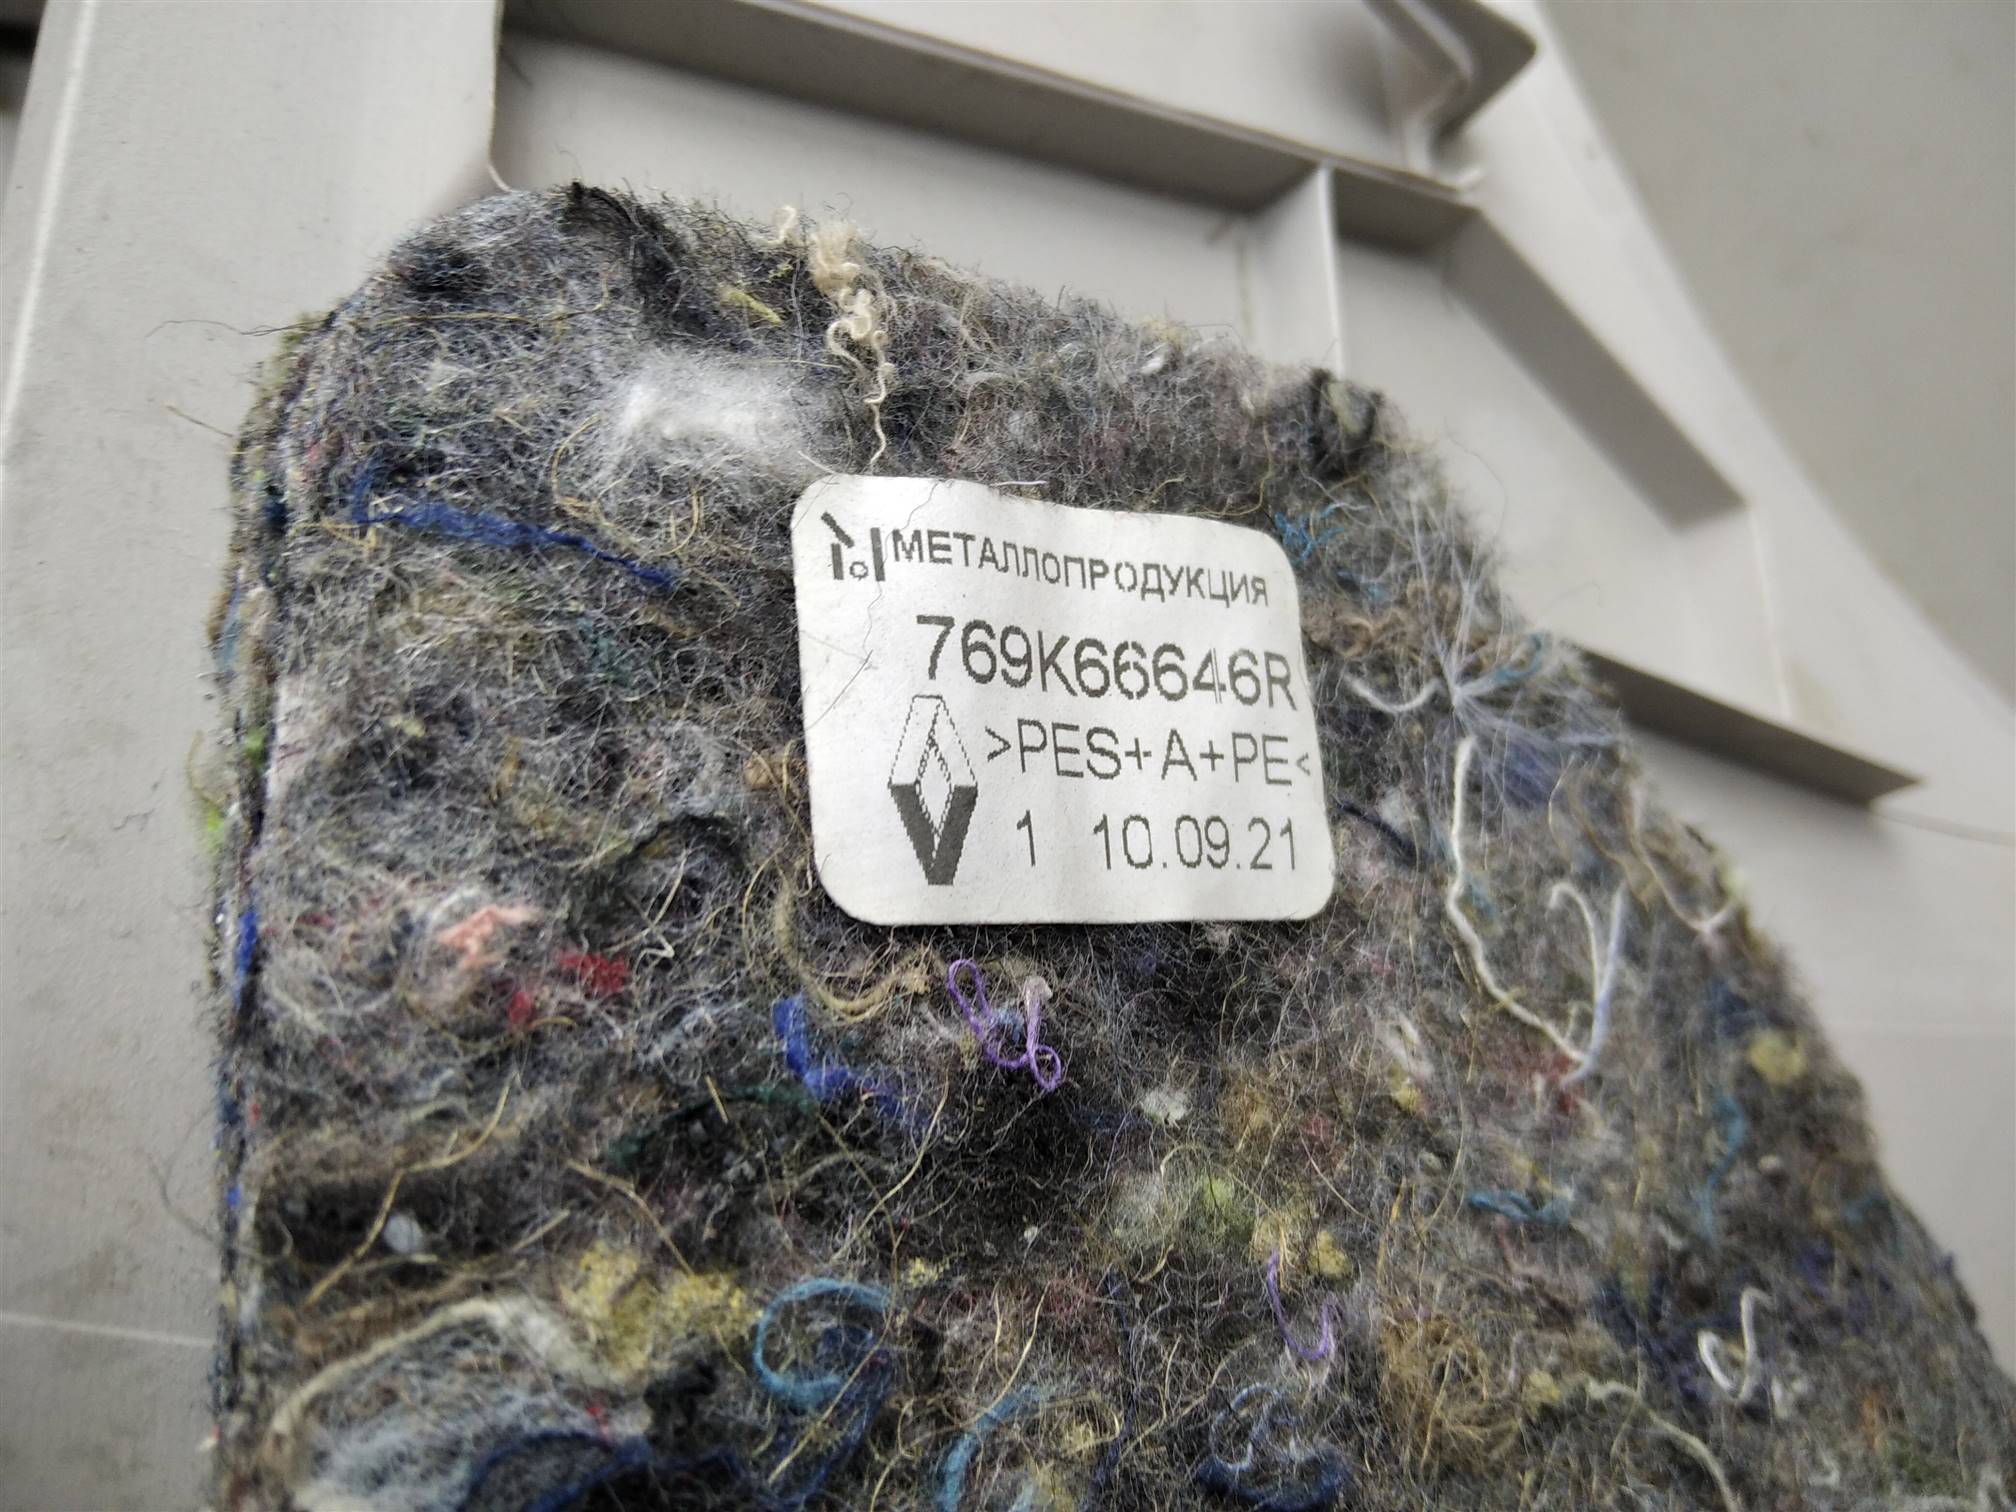 МЕТАЛЛОПРОДУКЦИЯ
769K66646R
>PES+A+PE<
1 10.09.21